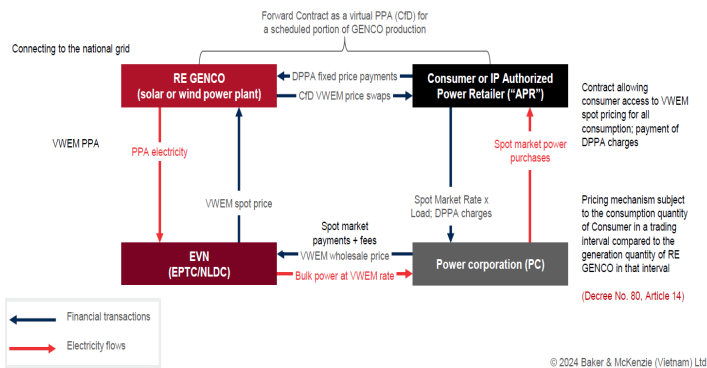 Forward Contract as a virtual PPA (CfD) for
a scheduled portion of GENCO production
Connecting to the national grid
RE GENCO
(solar or wind power plant)
DPPA fixed price payments
CfD VWEM price swaps
Consumer or IP Authorized
Power Retailer (“APR”)
Contract allowing
consumer access to VWEM
spot pricing for all
consumption; payment of
DPPA charges
VWEM PPA
PPA electricity
Spot market power
purchases
VWEM spot price
Spot Market Rate x
Load; DPPA charges
Pricing mechanism subject
to the consumption quantity
of Consumer in a trading
interval compared to the
generation quantity of RE
GENCO in that interval
(Decree No. 80, Article 14)
Spot market
payments + fees
VWEM wholesale price
Bulk power at VWEM rate
EVN
(EPTC/NLDC)
Power corporation (PC)
Financial transactions
Electricity flows
© 2024 Baker & McKenzie (Vietnam) Ltd